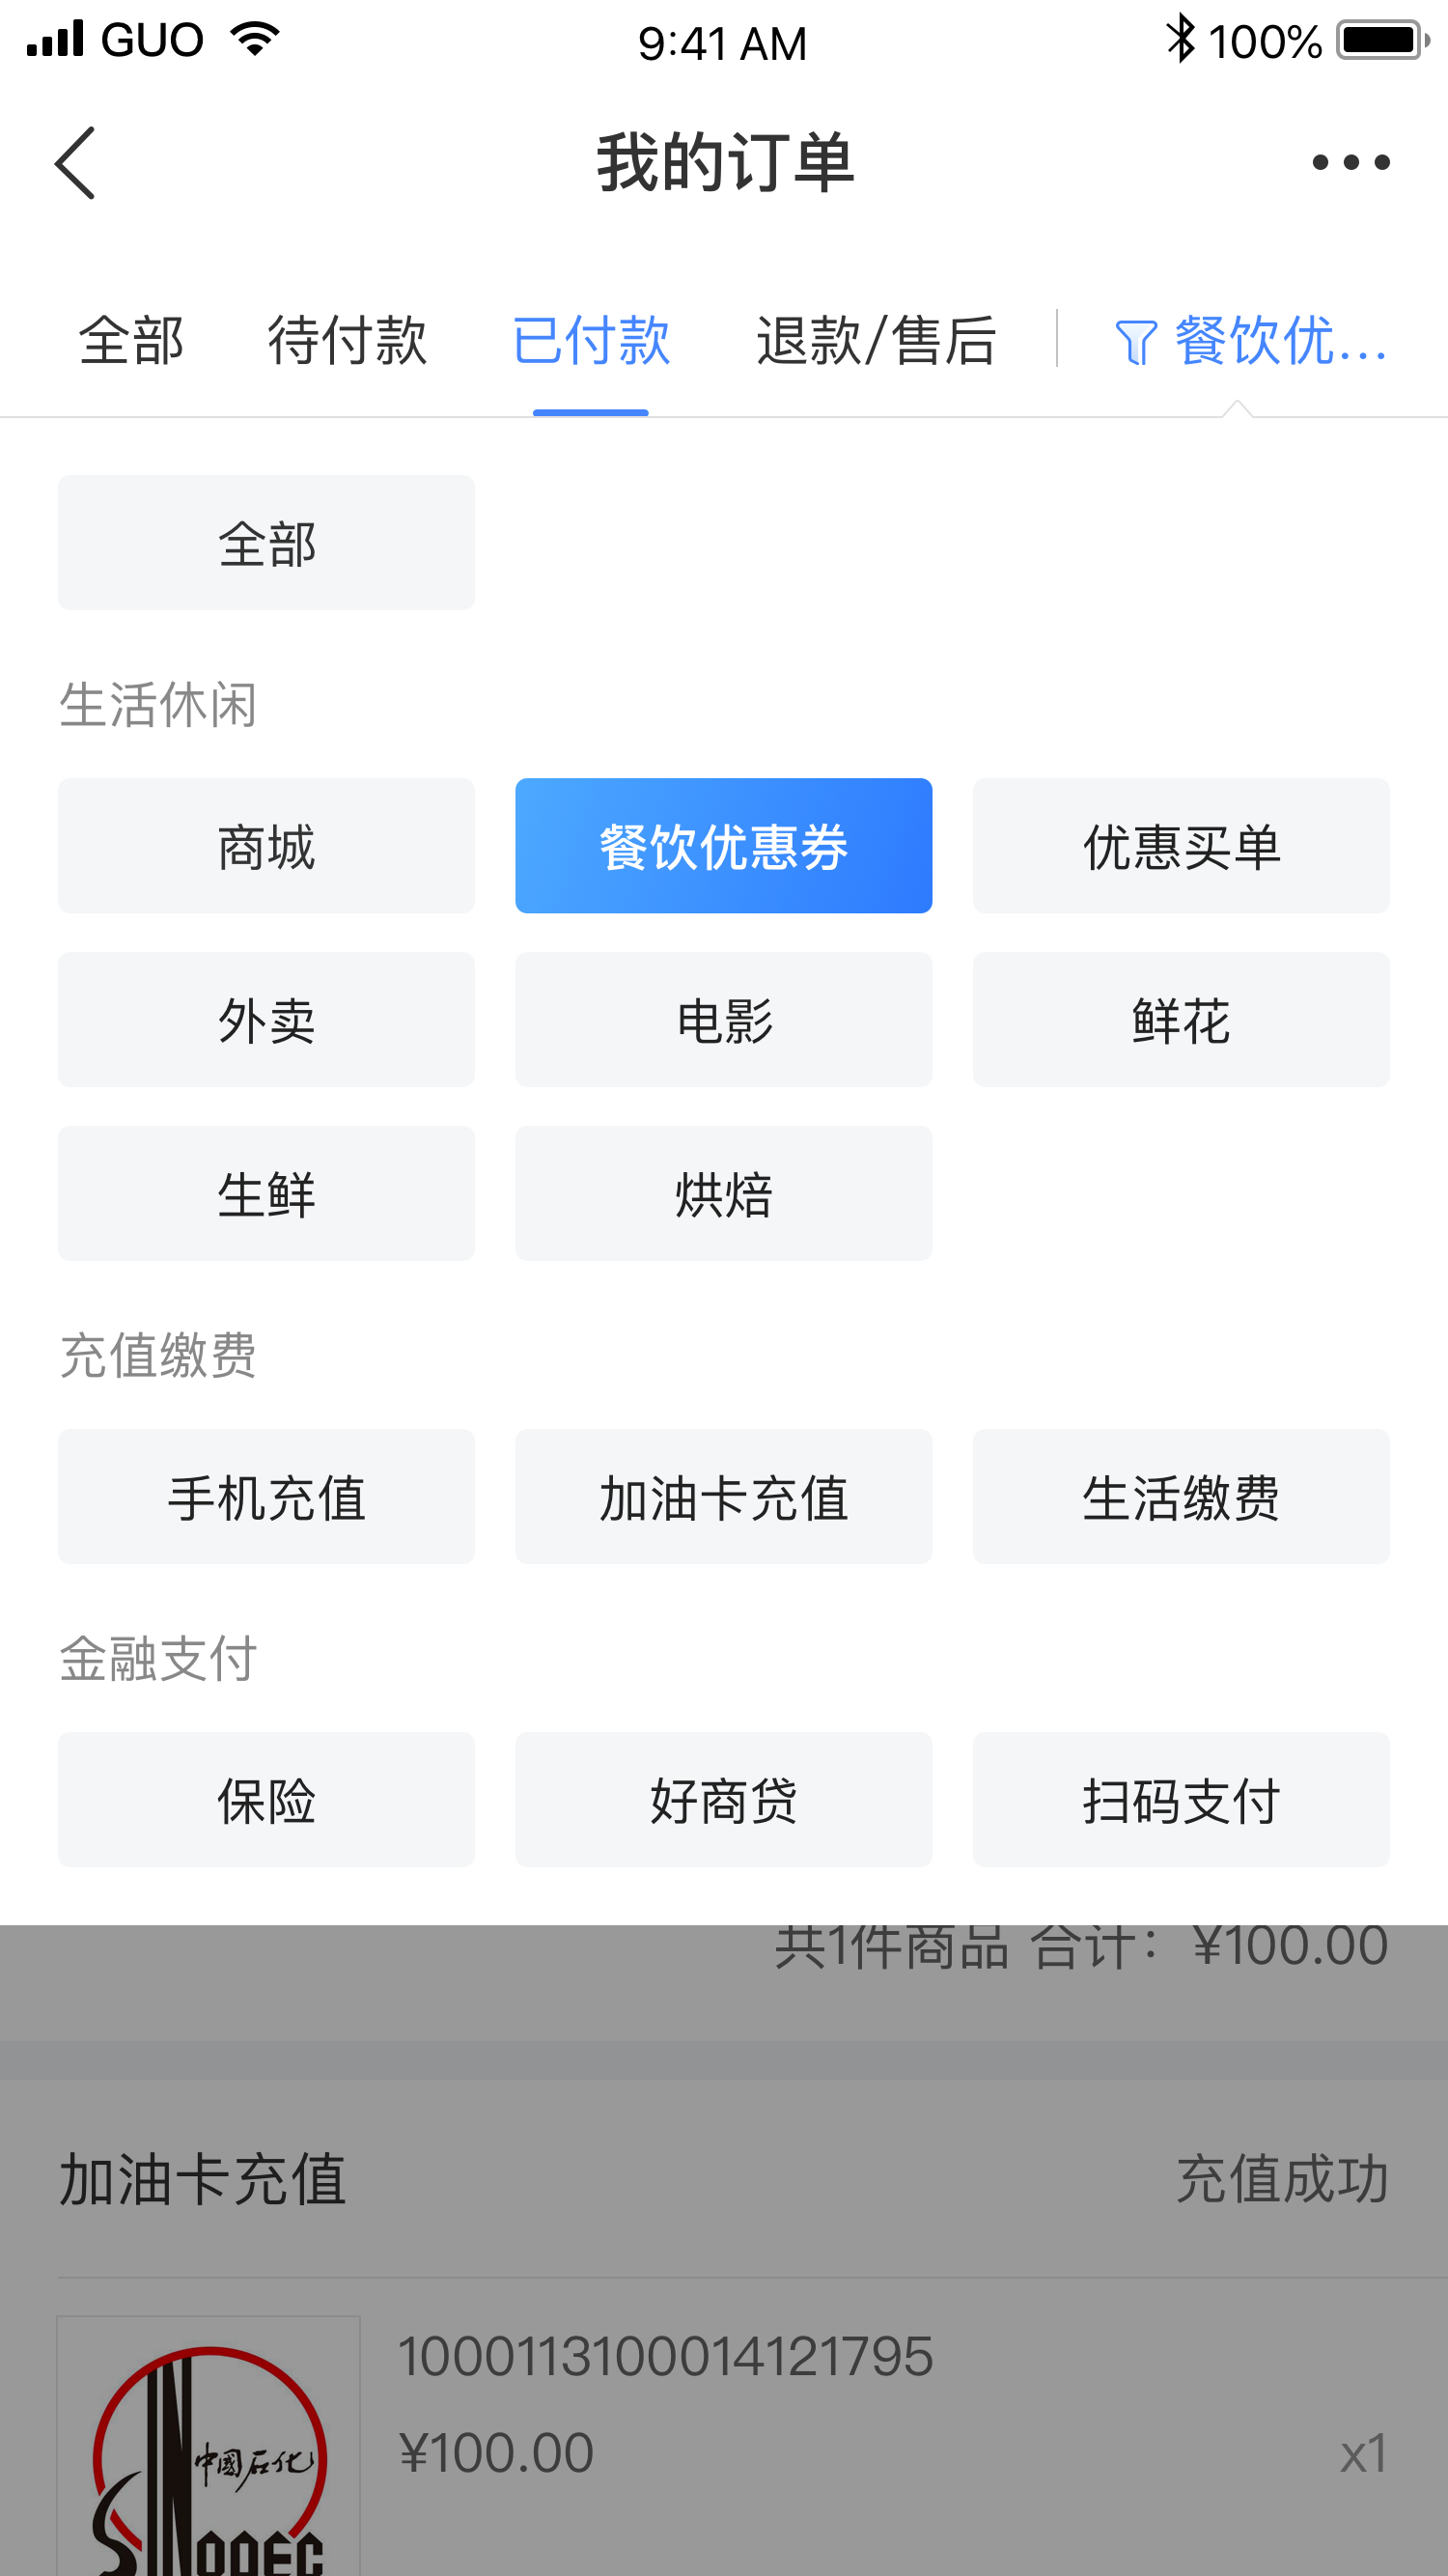 GUO 9:41 AM 100%
我的订单
全部 待付款 已付款 退款/售后 餐饮优...
全部
生活休闲
商城 餐饮优惠券 优惠买单
外卖 电影 鲜花
生鲜 烘焙
充值缴费
手机充值 加油卡充值 生活缴费
金融支付
保险 好商贷 扫码支付
共1件商品 合计：¥100.00
加油卡充值 充值成功
1000113100014121795
¥100.00 x1
中國石化
SINOPEC